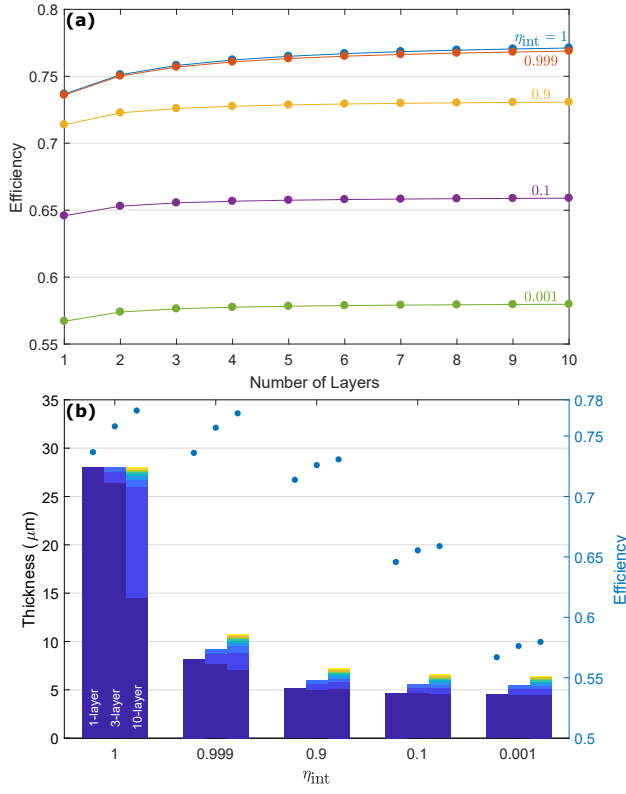 (a)
0.8
0.75
0.7
0.65
0.6
0.55
Efficiency
η_int = 1
0.999
0.9
0.1
0.001
1 2 3 4 5 6 7 8 9 10
Number of Layers
(b)
35
30
25
20
15
10
5
0
Thickness (μm)
1-layer
3-layer
10-layer
0.78
0.75
0.7
0.65
0.6
0.55
0.5
Efficiency
1 0.999 0.9 0.1 0.001
η_int